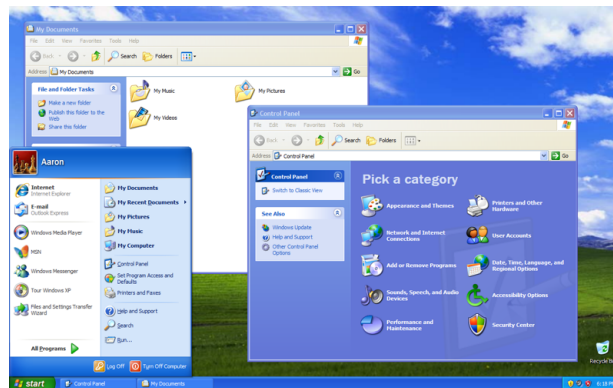 My Documents
File Edit View Favorites Tools Help
Back
Search
Folders
Address
My Documents
Go
File and Folder Tasks
Make a new folder
Publish this folder to the
Web
Share this folder
My Music
My Pictures
My Videos
Control Panel
File Edit View Favorites Tools Help
Back
Search
Folders
Address
Control Panel
Go
Control Panel
Switch to Classic View
See Also
Windows Update
Help and Support
Other Control Panel
Options
Pick a category
Appearance and Themes
Printers and Other
Hardware
Network and Internet
Connections
User Accounts
Add or Remove Programs
Date, Time, Language, and
Regional Options
Sounds, Speech, and Audio
Devices
Accessibility Options
Performance and
Maintenance
Security Center
Aaron
Internet
Internet Explorer
E-mail
Outlook Express
Windows Media Player
MSN
Windows Messenger
Tour Windows XP
Files and Settings Transfer
Wizard
All Programs
My Documents
My Recent Documents
My Pictures
My Music
My Computer
Control Panel
Set Program Access and
Defaults
Printers and Faxes
Help and Support
Search
Run...
Log Off
Turn Off Computer
Recycle B
start
Control Panel
My Documents
6:18